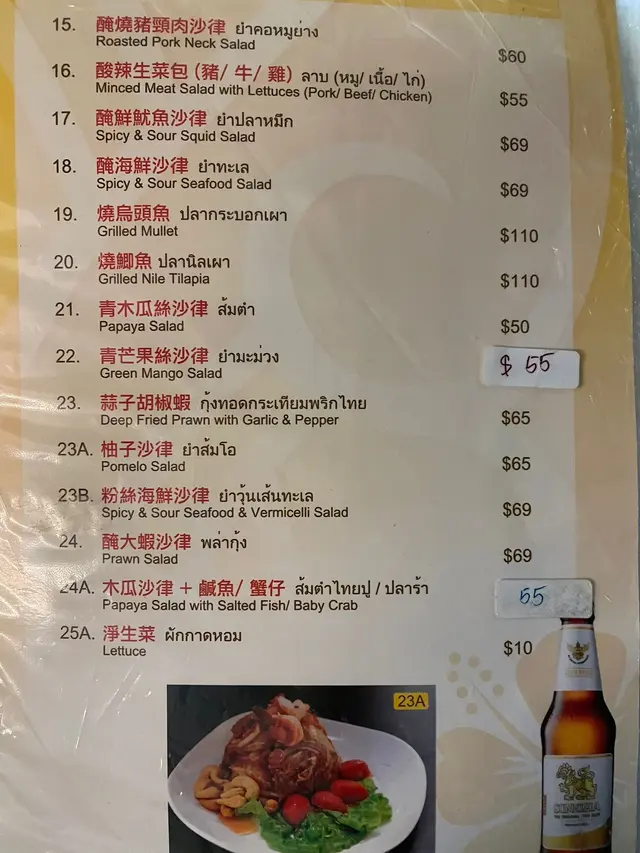 15. 醃燒豬頸肉沙律 ยำคอหมูย่าง
Roasted Pork Neck Salad
$60
16. 酸辣生菜包 (豬/ 牛/ 雞) ลาบ (หมู/ เนื้อ/ ไก่)
Minced Meat Salad with Lettuces (Pork/ Beef/ Chicken)
$55
17. 醃鮮魷魚沙律 ยำปลาหมึก
Spicy & Sour Squid Salad
$69
18. 醃海鮮沙律 ยำทะเล
Spicy & Sour Seafood Salad
$69
19. 燒烏頭魚 ปลากระบอกเผา
Grilled Mullet
$110
20. 燒鯽魚 ปลานิลเผา
Grilled Nile Tilapia
$110
21. 青木瓜絲沙律 ส้มตำ
Papaya Salad
$50
22. 青芒果絲沙律 ยำมะม่วง
Green Mango Salad
$ 55
23. 蒜子胡椒蝦 กุ้งทอดกระเทียมพริกไทย
Deep Fried Prawn with Garlic & Pepper
$65
23A. 柚子沙律 ยำส้มโอ
Pomelo Salad
$65
23B. 粉絲海鮮沙律 ยำวุ้นเส้นทะเล
Spicy & Sour Seafood & Vermicelli Salad
$69
24. 醃大蝦沙律 พล่ากุ้ง
Prawn Salad
$69
24A. 木瓜沙律 + 鹹魚/ 蟹仔 ส้มตำไทยปู / ปลาร้า
Papaya Salad with Salted Fish/ Baby Crab
55
25A. 淨生菜 ผักกาดหอม
Lettuce
$10
23A
SINGHA